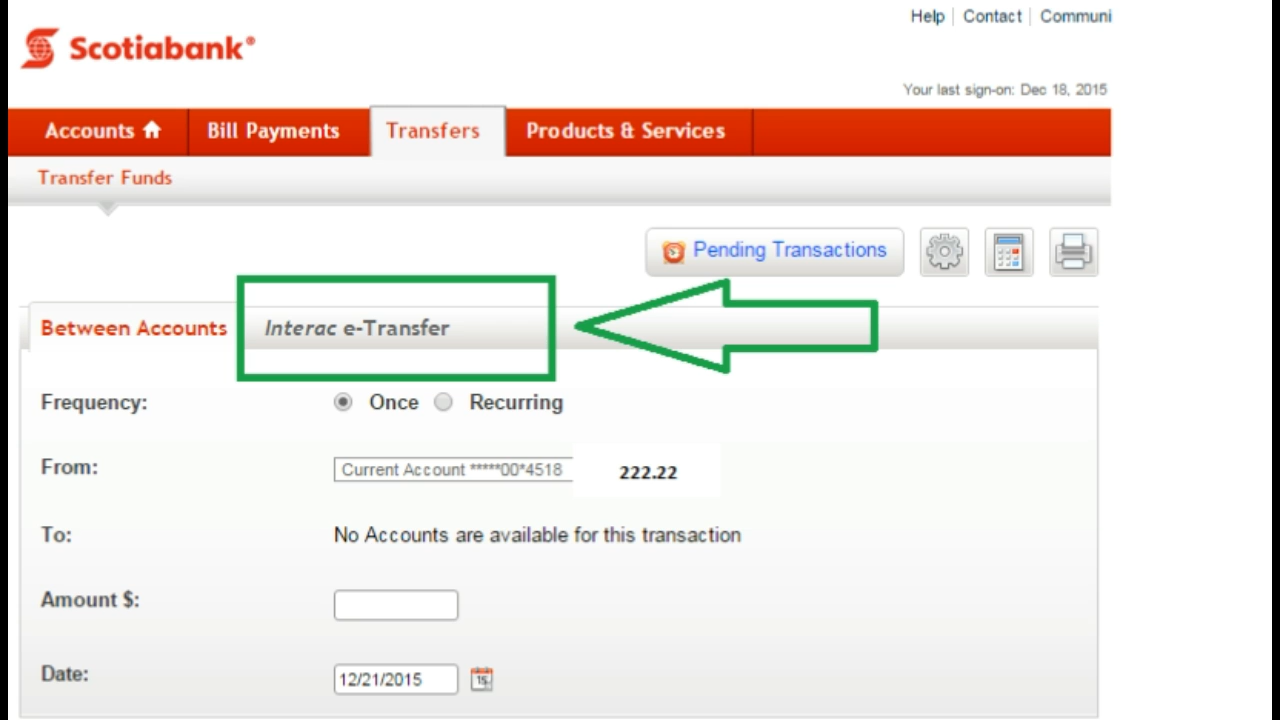 Help | Contact | Communi
Scotiabank®
Your last sign-on: Dec 18, 2015
Accounts Bill Payments Transfers Products & Services
Transfer Funds
Pending Transactions
Between Accounts Interac e-Transfer
Frequency: Once Recurring
From: Current Account *****00*4518 222.22
To: No Accounts are available for this transaction
Amount $:
Date: 12/21/2015 15